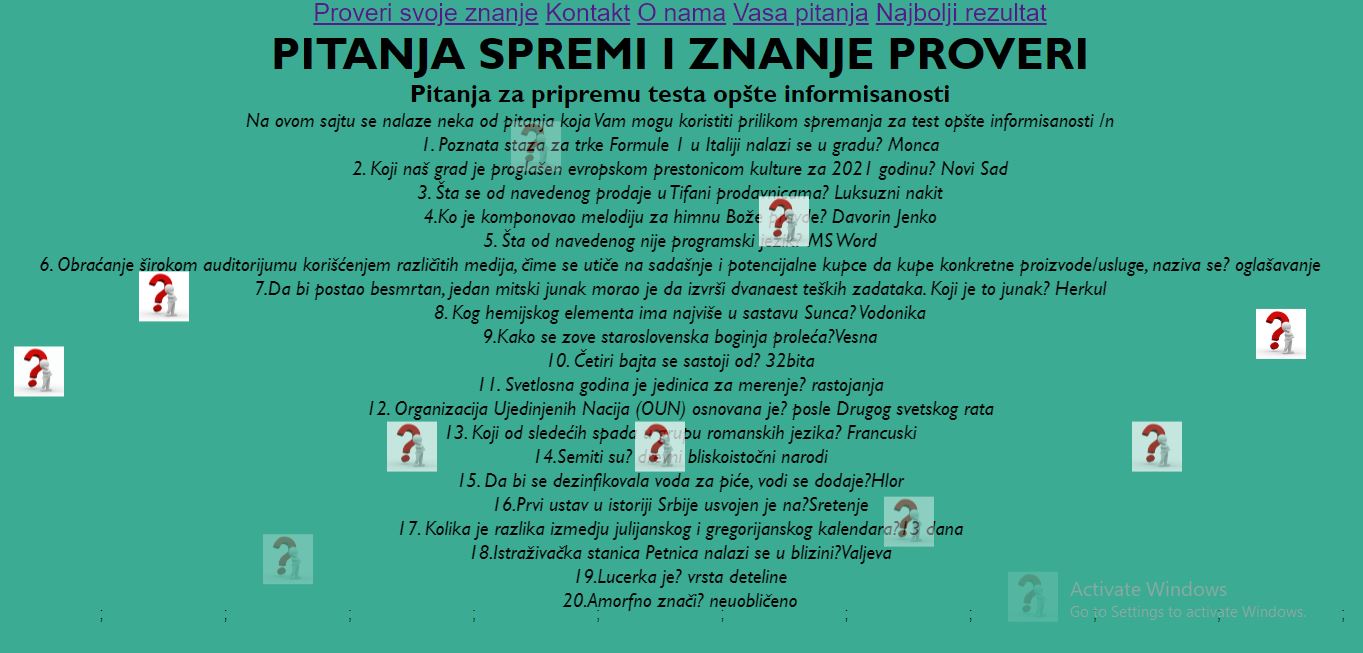 Proveri svoje znanje Kontakt O nama Vasa pitanja Najbolji rezultat
PITANJA SPREMI I ZNANJE PROVERI
Pitanja za pripremu testa opšte informisanosti
Na ovom sajtu se nalaze neka od pitanja koja Vam mogu koristiti prilikom spremanja za test opšte informisanosti /n
1. Poznata staza za trke Formule 1 u Italiji nalazi se u gradu? Monca
2. Koji naš grad je proglašen evropskom prestonicom kulture za 2021 godinu? Novi Sad
3. Šta se od navedenog prodaje u Tifani prodavnicama? Luksuzni nakit
4.Ko je komponovao melodiju za himnu Bože pravde? Davorin Jenko
5. Šta od navedenog nije programski jezik? MS Word
6. Obraćanje širokom auditorijumu korišćenjem različitih medija, čime se utiče na sadašnje i potencijalne kupce da kupe konkretne proizvode/usluge, naziva se? oglašavanje
7.Da bi postao besmrtan, jedan mitski junak morao je da izvrši dvanaest teških zadataka. Koji je to junak? Herkul
8. Kog hemijskog elementa ima najviše u sastavu Sunca? Vodonika
9.Kako se zove staroslovenska boginja proleća?Vesna
10. Četiri bajta se sastoji od? 32bita
11. Svetlosna godina je jedinica za merenje? rastojanja
12. Organizacija Ujedinjenih Nacija (OUN) osnovana je? posle Drugog svetskog rata
13. Koji od sledećih spada u grupu romanskih jezika? Francuski
14.Semiti su? drevni bliskoistočni narodi
15. Da bi se dezinfikovala voda za piće, vodi se dodaje?Hlor
16.Prvi ustav u istoriji Srbije usvojen je na?Sretenje
17. Kolika je razlika izmedju julijanskog i gregorijanskog kalendara?13 dana
18.Istraživačka stanica Petnica nalazi se u blizini?Valjeva
19.Lucerka je? vrsta deteline
20.Amorfno znači? neuobličeno
; ; ; ; ; ; ; ; ; ; ;
Activate Windows
Go to Settings to activate Windows.